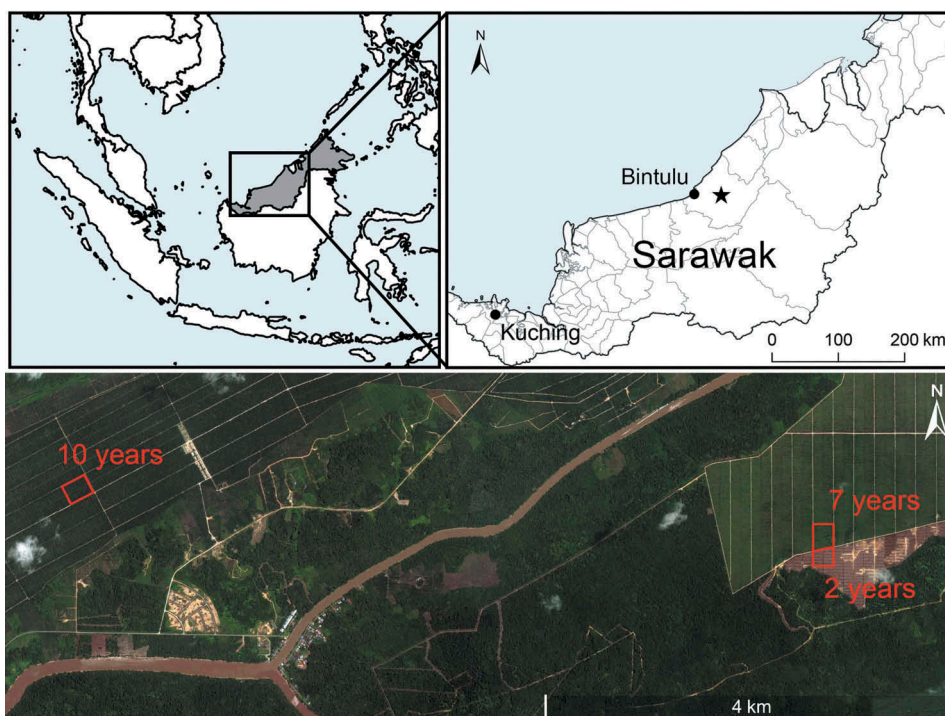 N
Bintulu
Sarawak
Kuching
0 100 200 km
N
10 years
7 years
2 years
4 km